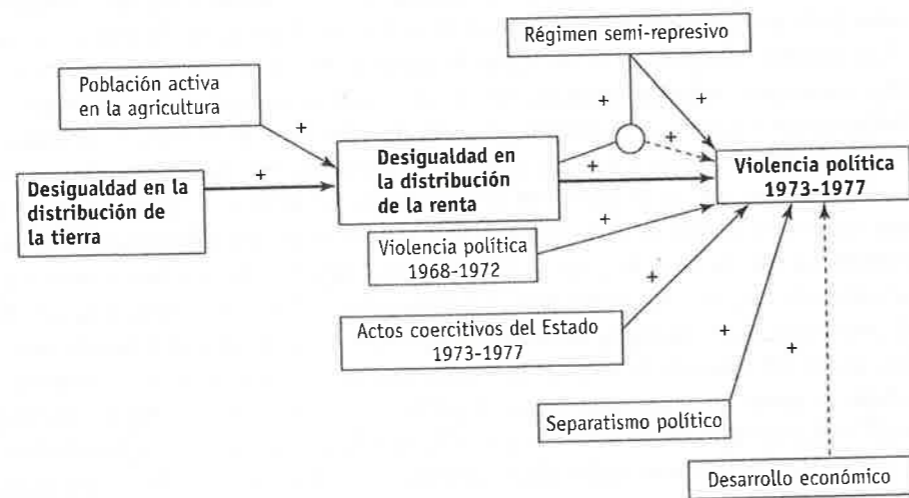 Régimen semi-represivo
Población activa
en la agricultura
+
+
+
+
+
Desigualdad en la
distribución de
la tierra
+
Desigualdad en
la distribución
de la renta
+
Violencia política
1973-1977
Violencia política
1968-1972
+
+
Actos coercitivos del Estado
1973-1977
+
+
Separatismo político
Desarrollo económico